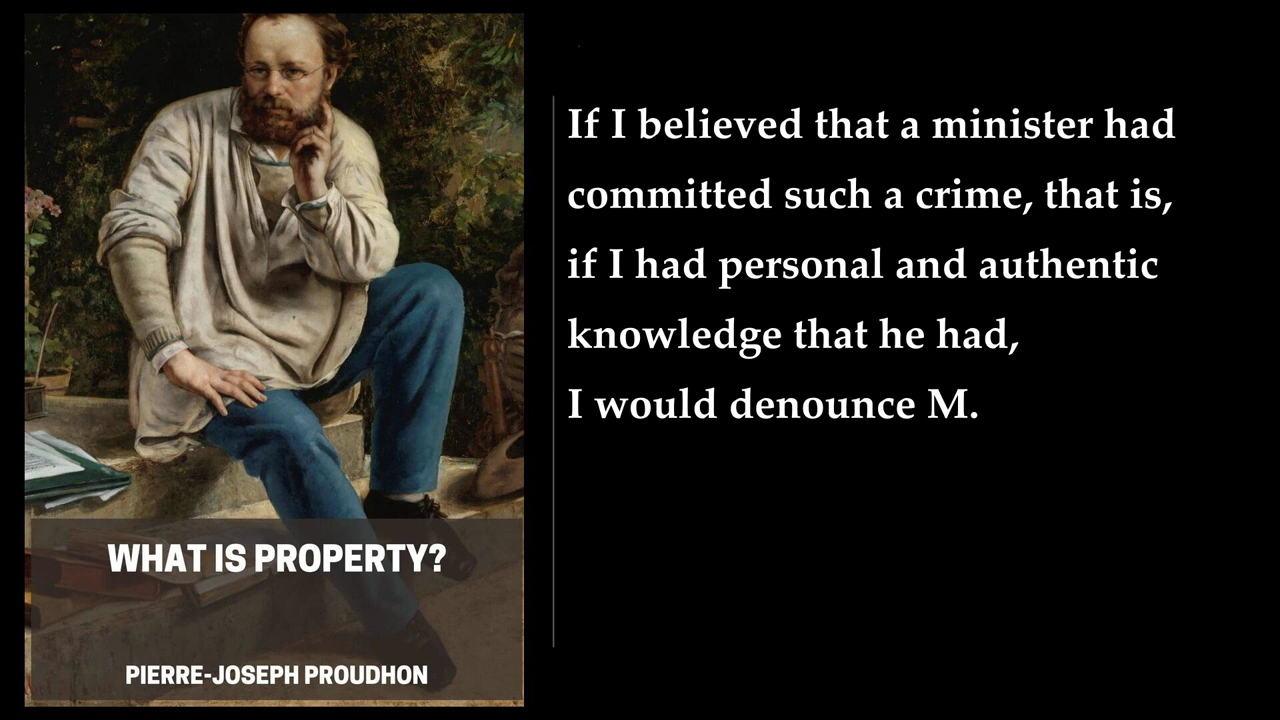 WHAT IS PROPERTY?
PIERRE-JOSEPH PROUDHON
If I believed that a minister had
committed such a crime, that is,
if I had personal and authentic
knowledge that he had,
I would denounce M.